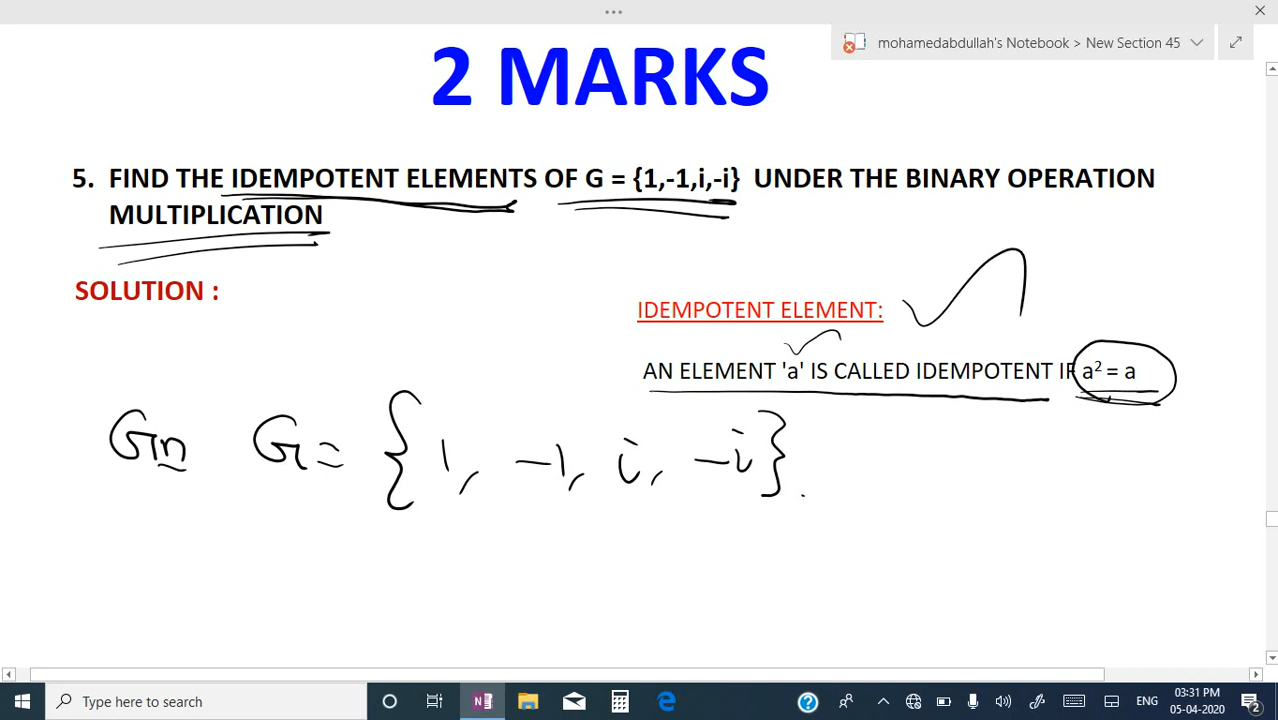 mohamedabdullah's Notebook > New Section 45
2 MARKS
5. FIND THE IDEMPOTENT ELEMENTS OF G = {1,-1,i,-i} UNDER THE BINARY OPERATION
MULTIPLICATION
SOLUTION :
IDEMPOTENT ELEMENT:
AN ELEMENT 'a' IS CALLED IDEMPOTENT IF a² = a
Gn G = { 1, -1, i, -i}.
Type here to search
ENG
03:31 PM
05-04-2020
2